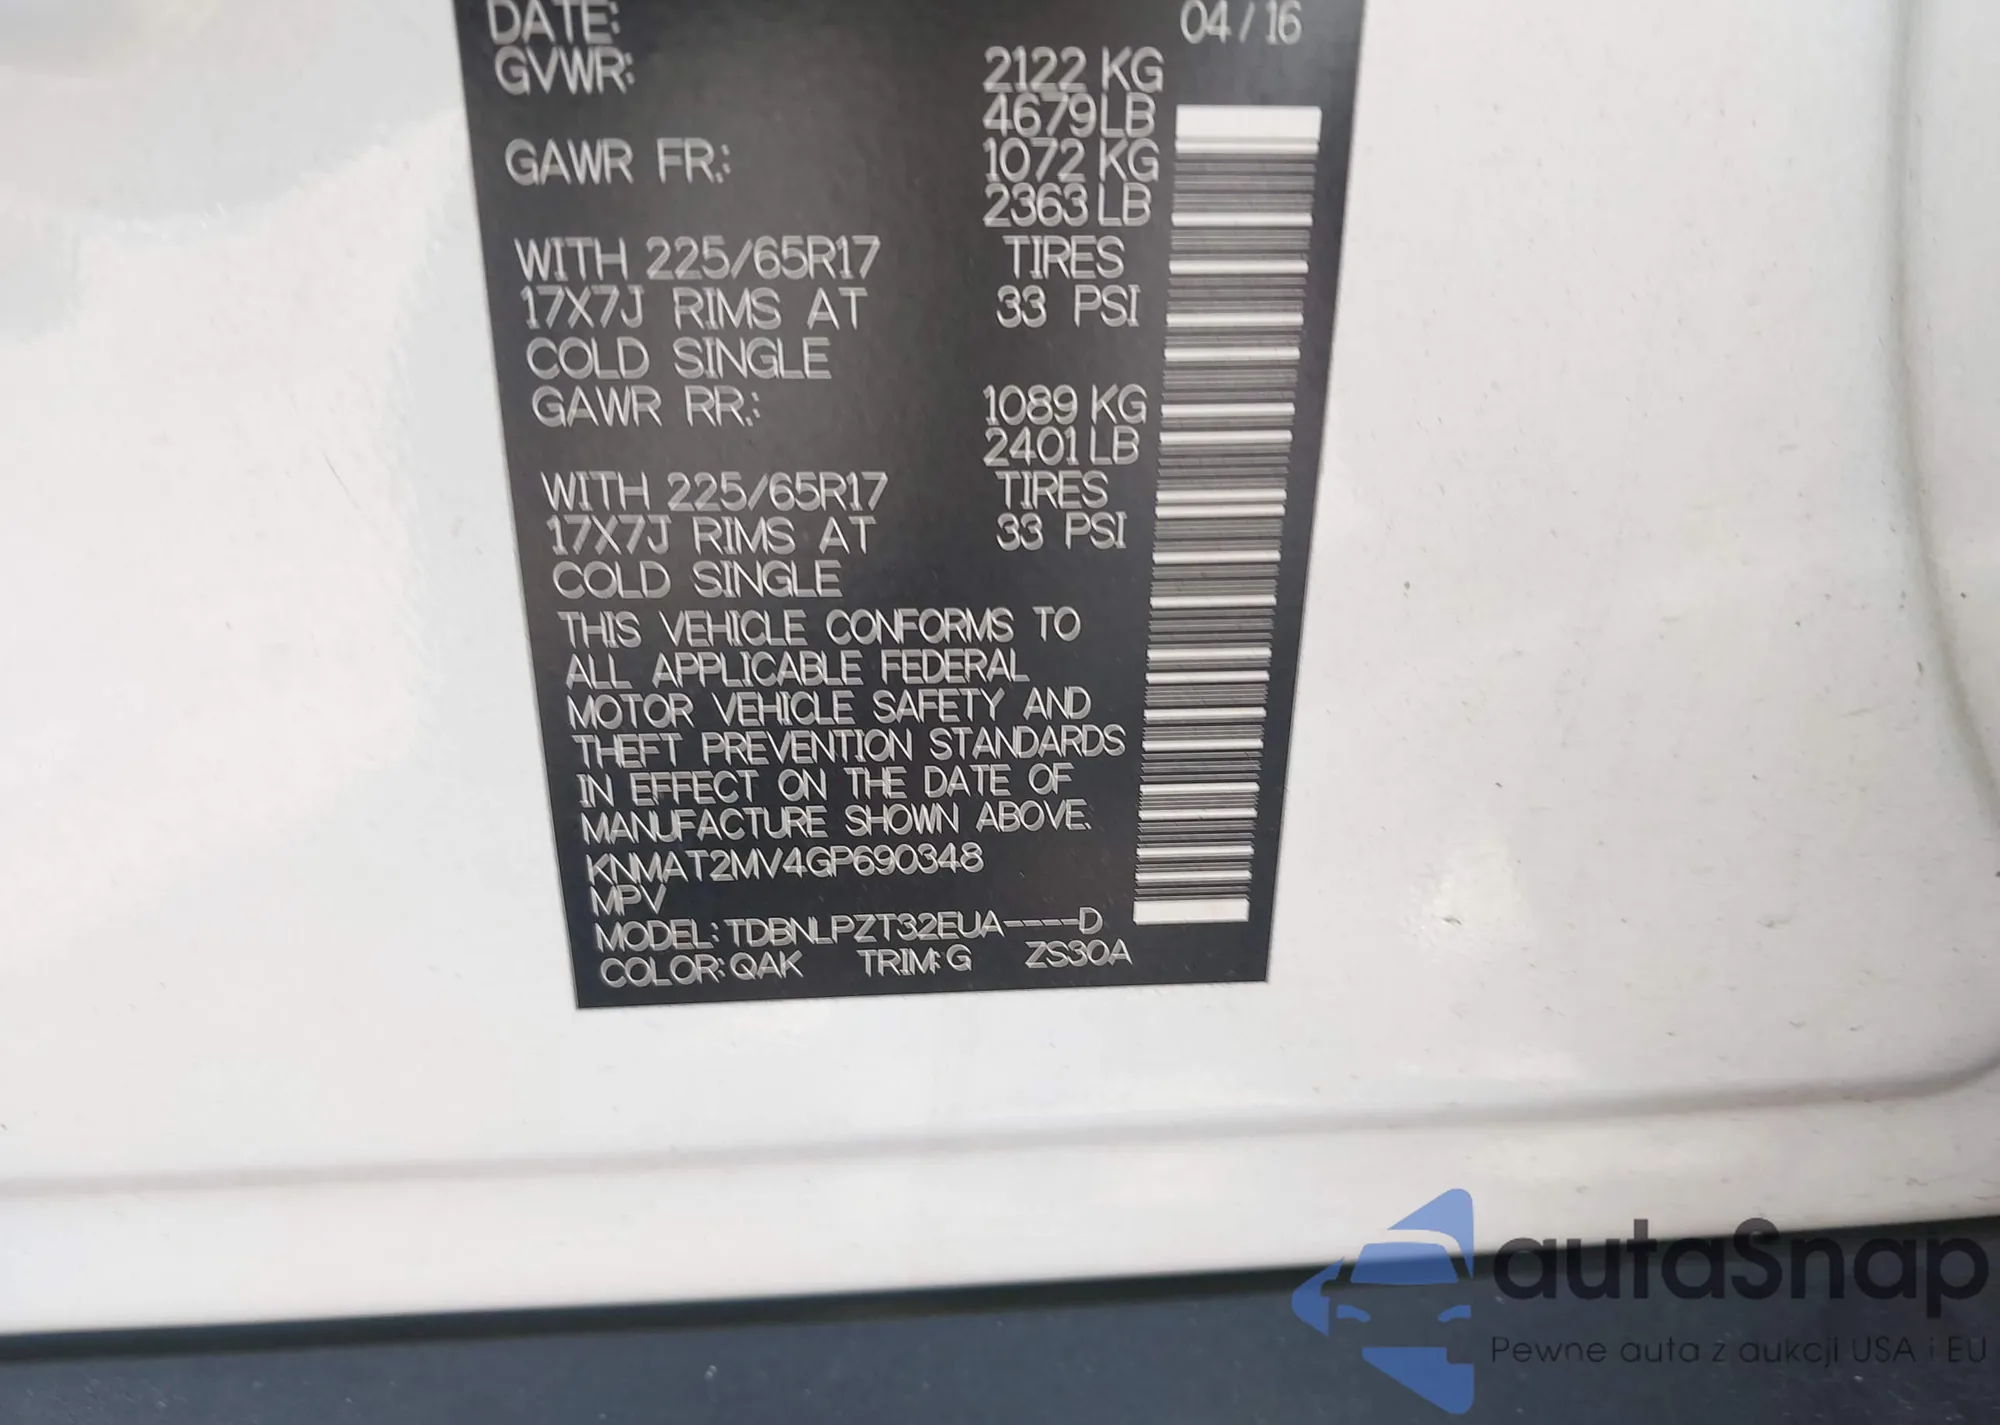 DATE: 04/16
GVWR: 2122 KG
4679 LB
GAWR FR.: 1072 KG
2363 LB
WITH 225/65R17 TIRES
17X7J RIMS AT 33 PSI
COLD SINGLE
GAWR RR.: 1089 KG
2401 LB
WITH 225/65R17 TIRES
17X7J RIMS AT 33 PSI
COLD SINGLE
THIS VEHICLE CONFORMS TO
ALL APPLICABLE FEDERAL
MOTOR VEHICLE SAFETY AND
THEFT PREVENTION STANDARDS
IN EFFECT ON THE DATE OF
MANUFACTURE SHOWN ABOVE.
KNMAT2MV4GP690348
MPV
MODEL: TDBNLPZT32EUA----D
COLOR: QAK TRIM: G ZS30A
autaSnap
Pewne auta z aukcji USA i EU